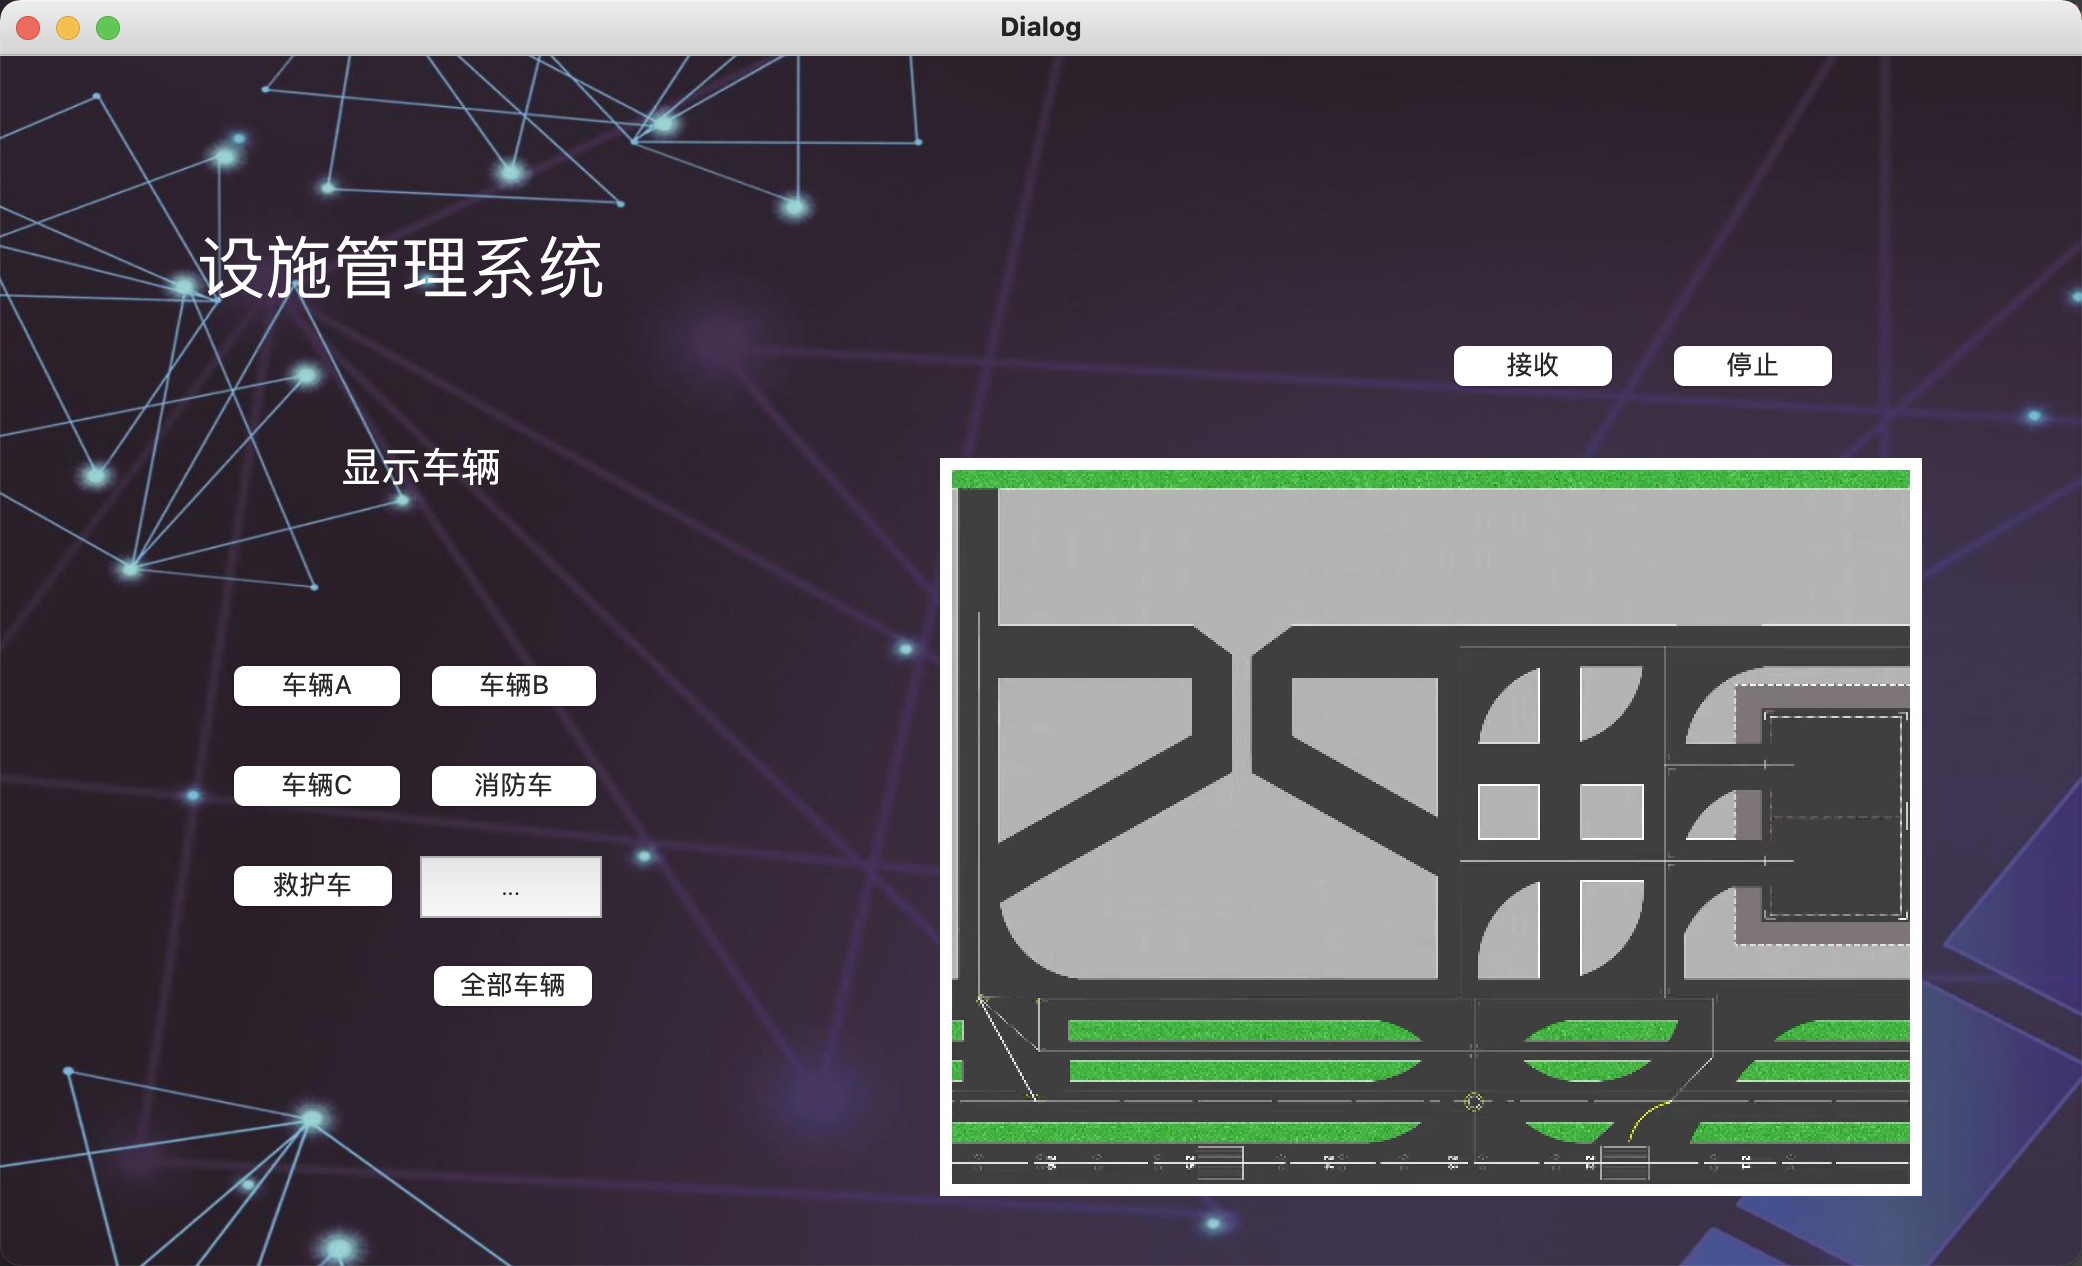 Dialog
设施管理系统
接收
停止
显示车辆
车辆A
车辆B
车辆C
消防车
救护车
...
全部车辆